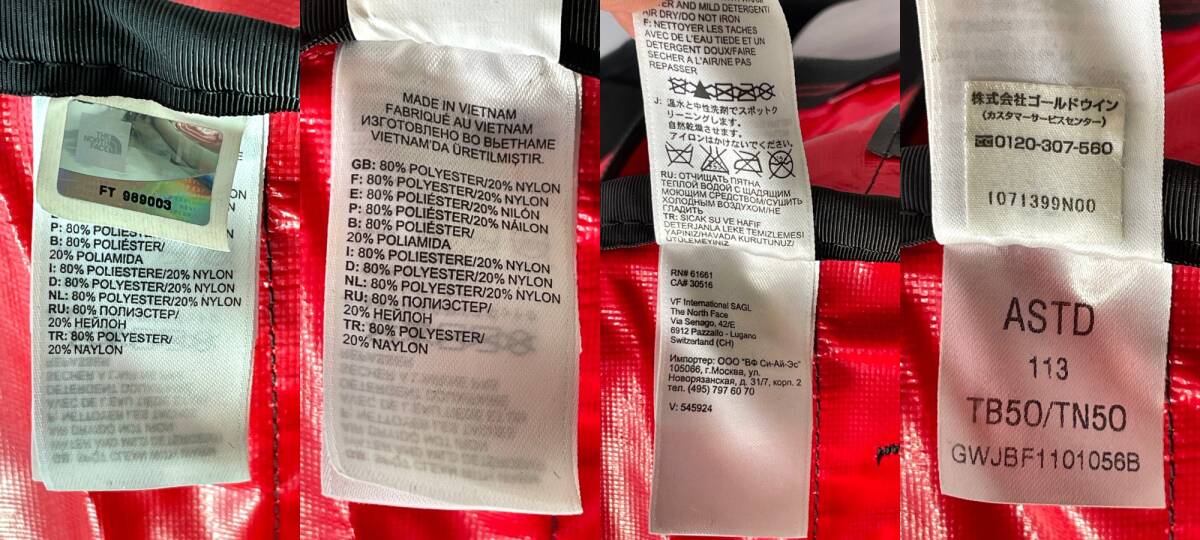 THE
NORTH
FACE
FT 989003
P: 80% POLIÉSTER/20%
B: 80% POLIÉSTER/
20% POLIAMIDA
I: 80% POLIESTERE/20% NYLON
D: 80% POLYESTER/20% NYLON
NL: 80% POLYESTER/20% NYLON
RU: 80% ПОЛИЭСТЕР/
20% НЕЙЛОН
TR: 80% POLYESTER/
20% NAYLON
MADE IN VIETNAM
FABRIQUÉ AU VIETNAM
ИЗГОТОВЛЕНО ВО ВЬЕТНАМЕ
VIETNAM'DA ÜRETILMIŞTIR.
GB: 80% POLYESTER/20% NYLON
F: 80% POLYESTER/20% NYLON
E: 80% POLIÉSTER/20% NILÓN
P: 80% POLIÉSTER/20% NÁILON
B: 80% POLIÉSTER/
20% POLIAMIDA
I: 80% POLIESTERE/20% NYLON
D: 80% POLYESTER/20% NYLON
NL: 80% POLYESTER/20% NYLON
RU: 80% ПОЛИЭСТЕР/
20% НЕЙЛОН
TR: 80% POLYESTER/
20% NAYLON
AND MILD DETERGENT/
AIR DRY/DO NOT IRON
F: NETTOYER LES TACHES
AVEC DE L'EAU TIEDE ET UN
DETERGENT DOUX/FAIRE
SECHER A L'AIR/NE PAS
REPASSER
J: 温水と中性洗剤でスポットク
リーニングします。
自然乾燥させます。
アイロンはかけないでください。
RU: ОТЧИЩАТЬ ПЯТНА
ТЕПЛОЙ ВОДОЙ С ЩАДЯЩИМ
МОЮЩИМ СРЕДСТВОМ/СУШИТЬ
ХОЛОДНЫМ ВОЗДУХОМ/НЕ
ГЛАДИТЬ
TR: SICAK SU VE HAFIF
DETERJANLA LEKE TEMIZLEMESI
YAPINIZ/HAVADA KURUTUNUZ/
ÜTÜLEMEYINIZ
RN# 61661
CA# 30516
VF International SAGL
The North Face
Via Senago, 42/E
6912 Pazzallo - Lugano
Switzerland (CH)
Импортер: ООО "ВФ Си-Ай-Эс"
105066, г.Москва, ул.
Новорязанская, д. 31/7, корп. 2
тел. (495) 797 60 70
V: 545924
株式会社ゴールドウイン
(カスタマーサービスセンター)
0120-307-560
1071399N00
ASTD
113
TB50/TN50
GWJBF1101056B